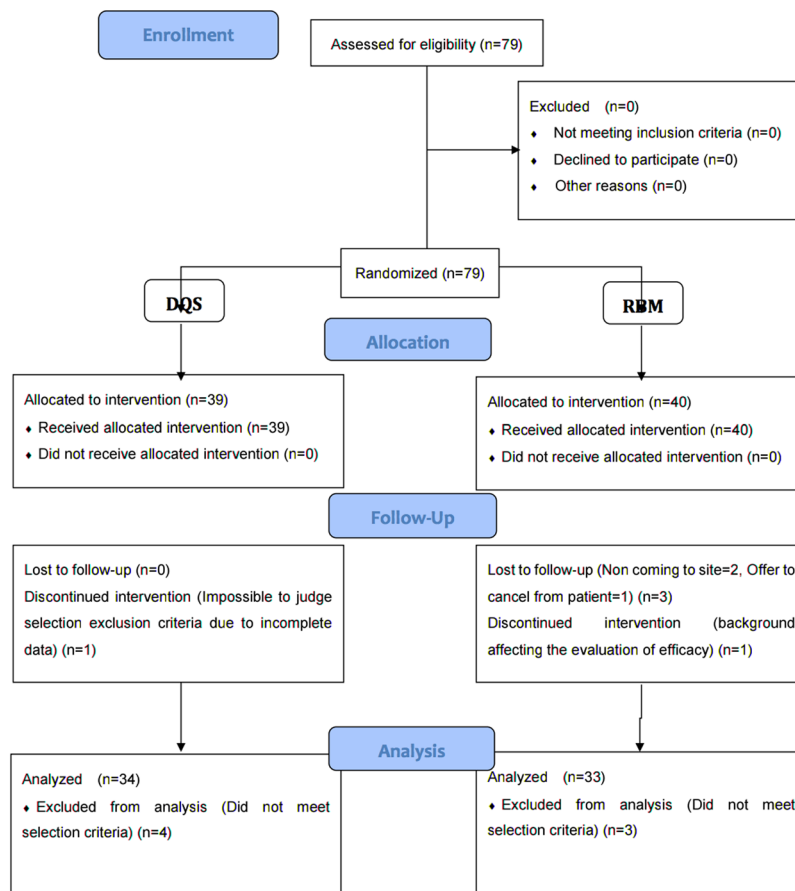 Enrollment
Assessed for eligibility (n=79)
Excluded (n=0)
♦ Not meeting inclusion criteria (n=0)
♦ Declined to participate (n=0)
♦ Other reasons (n=0)
Randomized (n=79)
DQS
RBM
Allocation
Allocated to intervention (n=39)
♦ Received allocated intervention (n=39)
♦ Did not receive allocated intervention (n=0)
Allocated to intervention (n=40)
♦ Received allocated intervention (n=40)
♦ Did not receive allocated intervention (n=0)
Follow-Up
Lost to follow-up (n=0)
Discontinued intervention (Impossible to judge
selection exclusion criteria due to incomplete
data) (n=1)
Lost to follow-up (Non coming to site=2, Offer to
cancel from patient=1) (n=3)
Discontinued intervention (background
affecting the evaluation of efficacy) (n=1)
Analysis
Analyzed (n=34)
♦ Excluded from analysis (Did not meet
selection criteria) (n=4)
Analyzed (n=33)
♦ Excluded from analysis (Did not meet
selection criteria) (n=3)